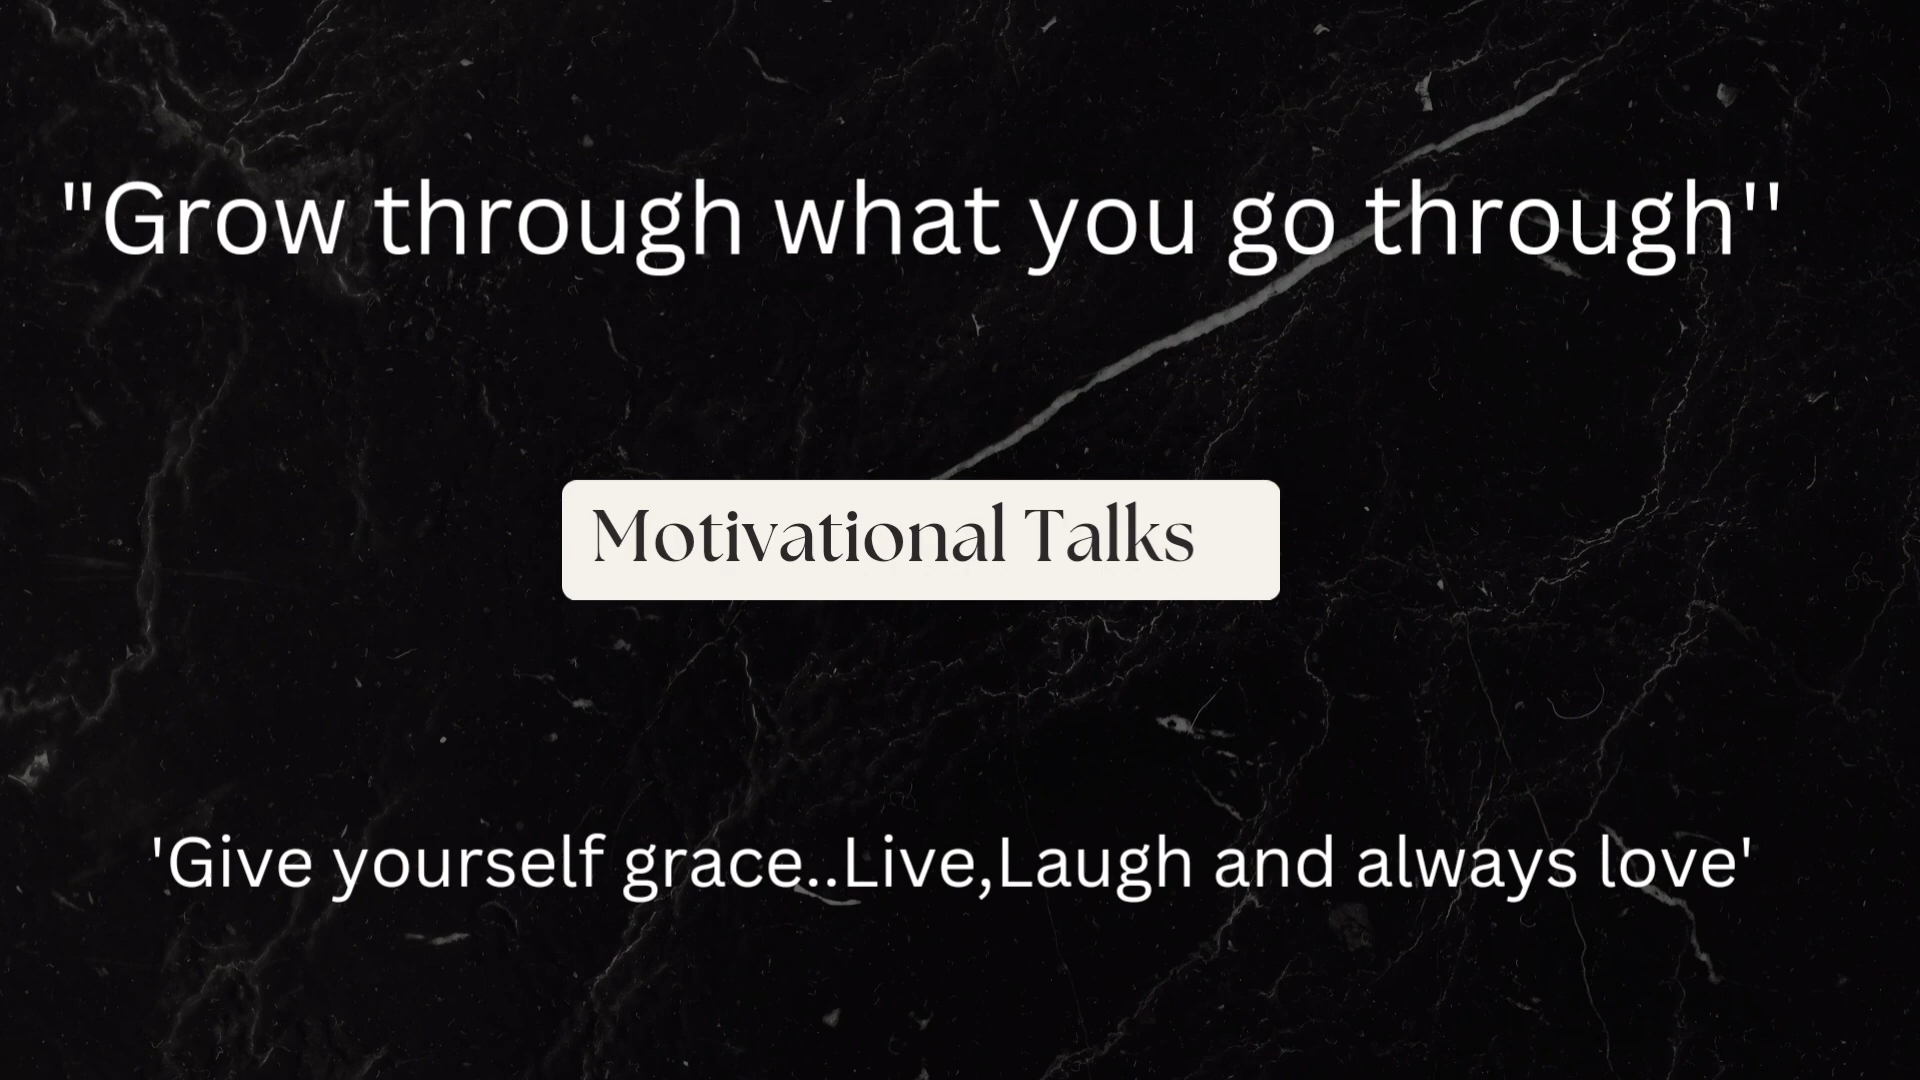 "Grow through what you go through''
Motivational Talks
'Give yourself grace..Live,Laugh and always love'